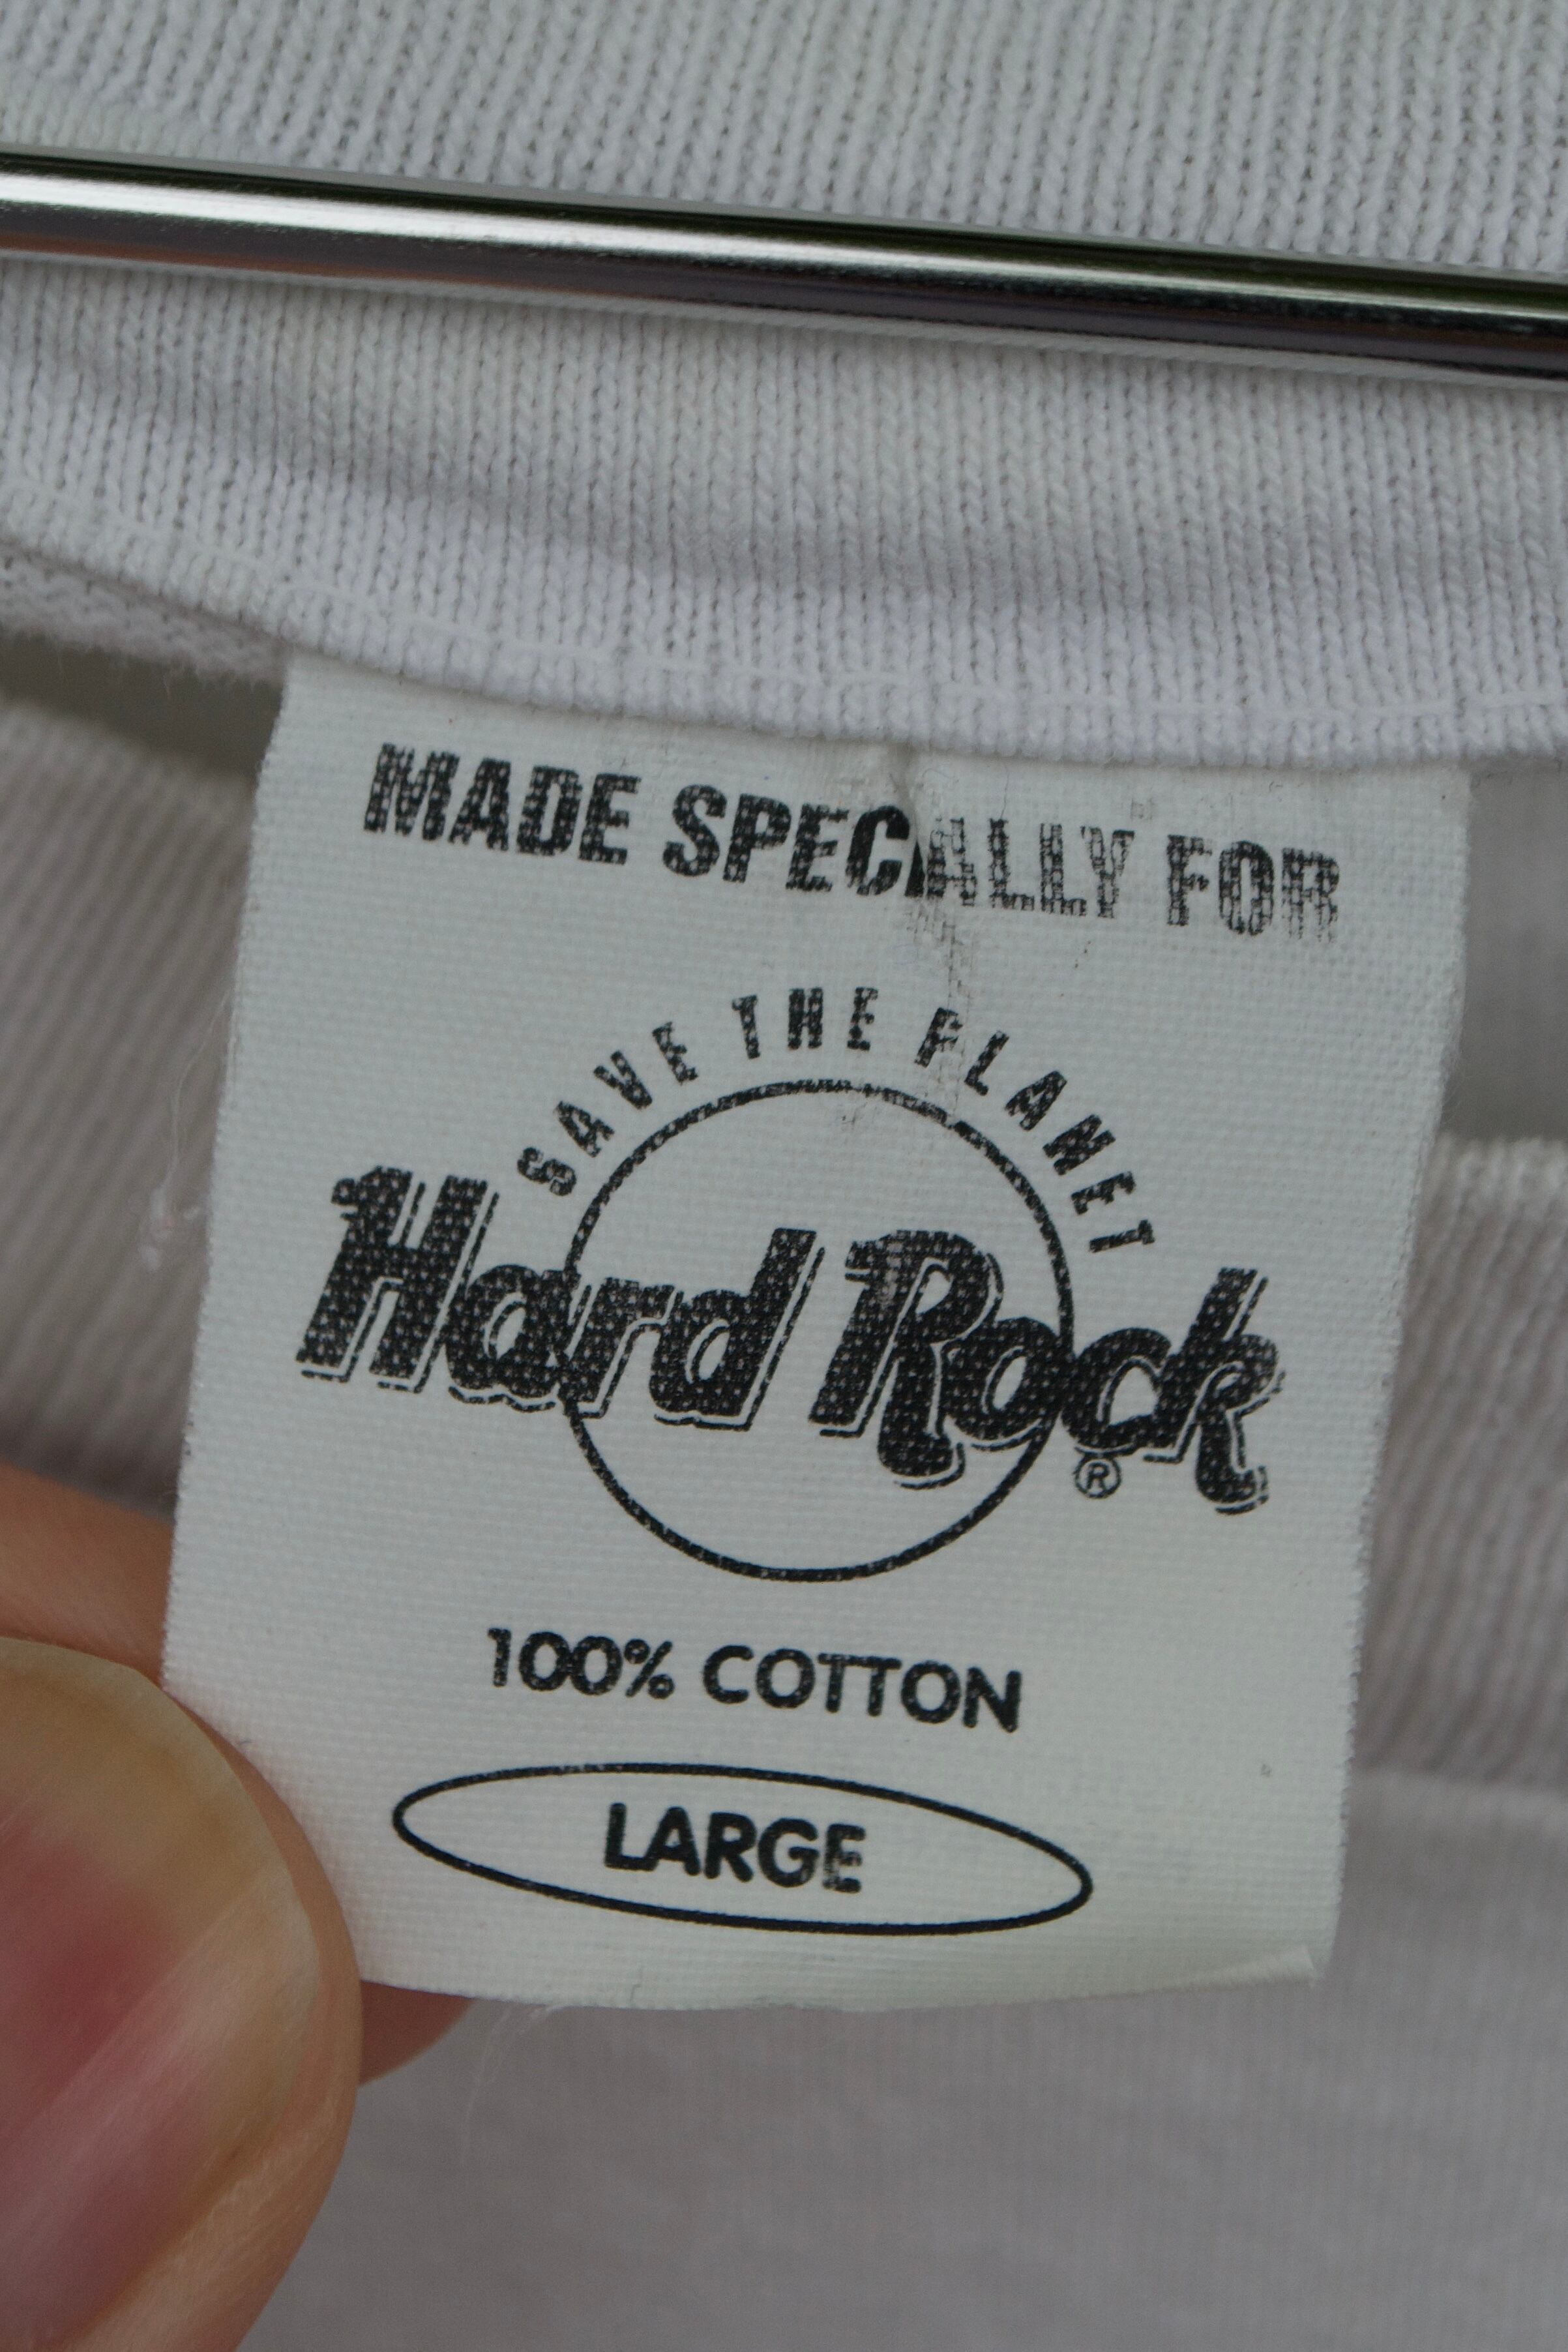 MADE SPECIALLY FOR
SAVE THE PLANET
Hard Rock
®
100% COTTON
LARGE